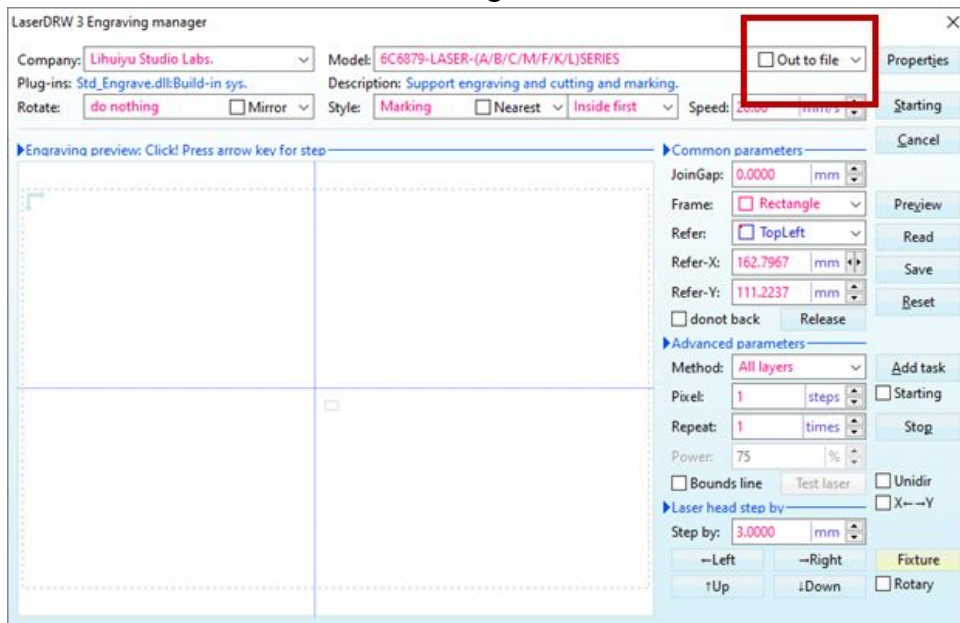 LaserDRW 3 Engraving manager
Company: Lihuiyu Studio Labs. Model: 6C6879-LASER-(A/B/C/M/F/K/L)SERIES Out to file Properties
Plug-ins: Std_Engrave.dll:Build-in sys. Description: Support engraving and cutting and marking.
Rotate: do nothing Mirror Style: Marking Nearest Inside first Speed: 20.00 mm/s Starting
Cancel
Engraving preview: Click! Press arrow key for step Common parameters
JoinGap: 0.0000 mm
Frame: Rectangle Preview
Refer: TopLeft Read
Refer-X: 162.7967 mm Save
Refer-Y: 111.2237 mm Reset
donot back Release
Advanced parameters
Method: All layers Add task
Pixel: 1 steps Starting
Repeat: 1 times Stop
Power: 75 %
Bounds line Test laser Unidir
X←→Y
Laser head step by
Step by: 3.0000 mm
←Left →Right Fixture
↑Up ↓Down Rotary